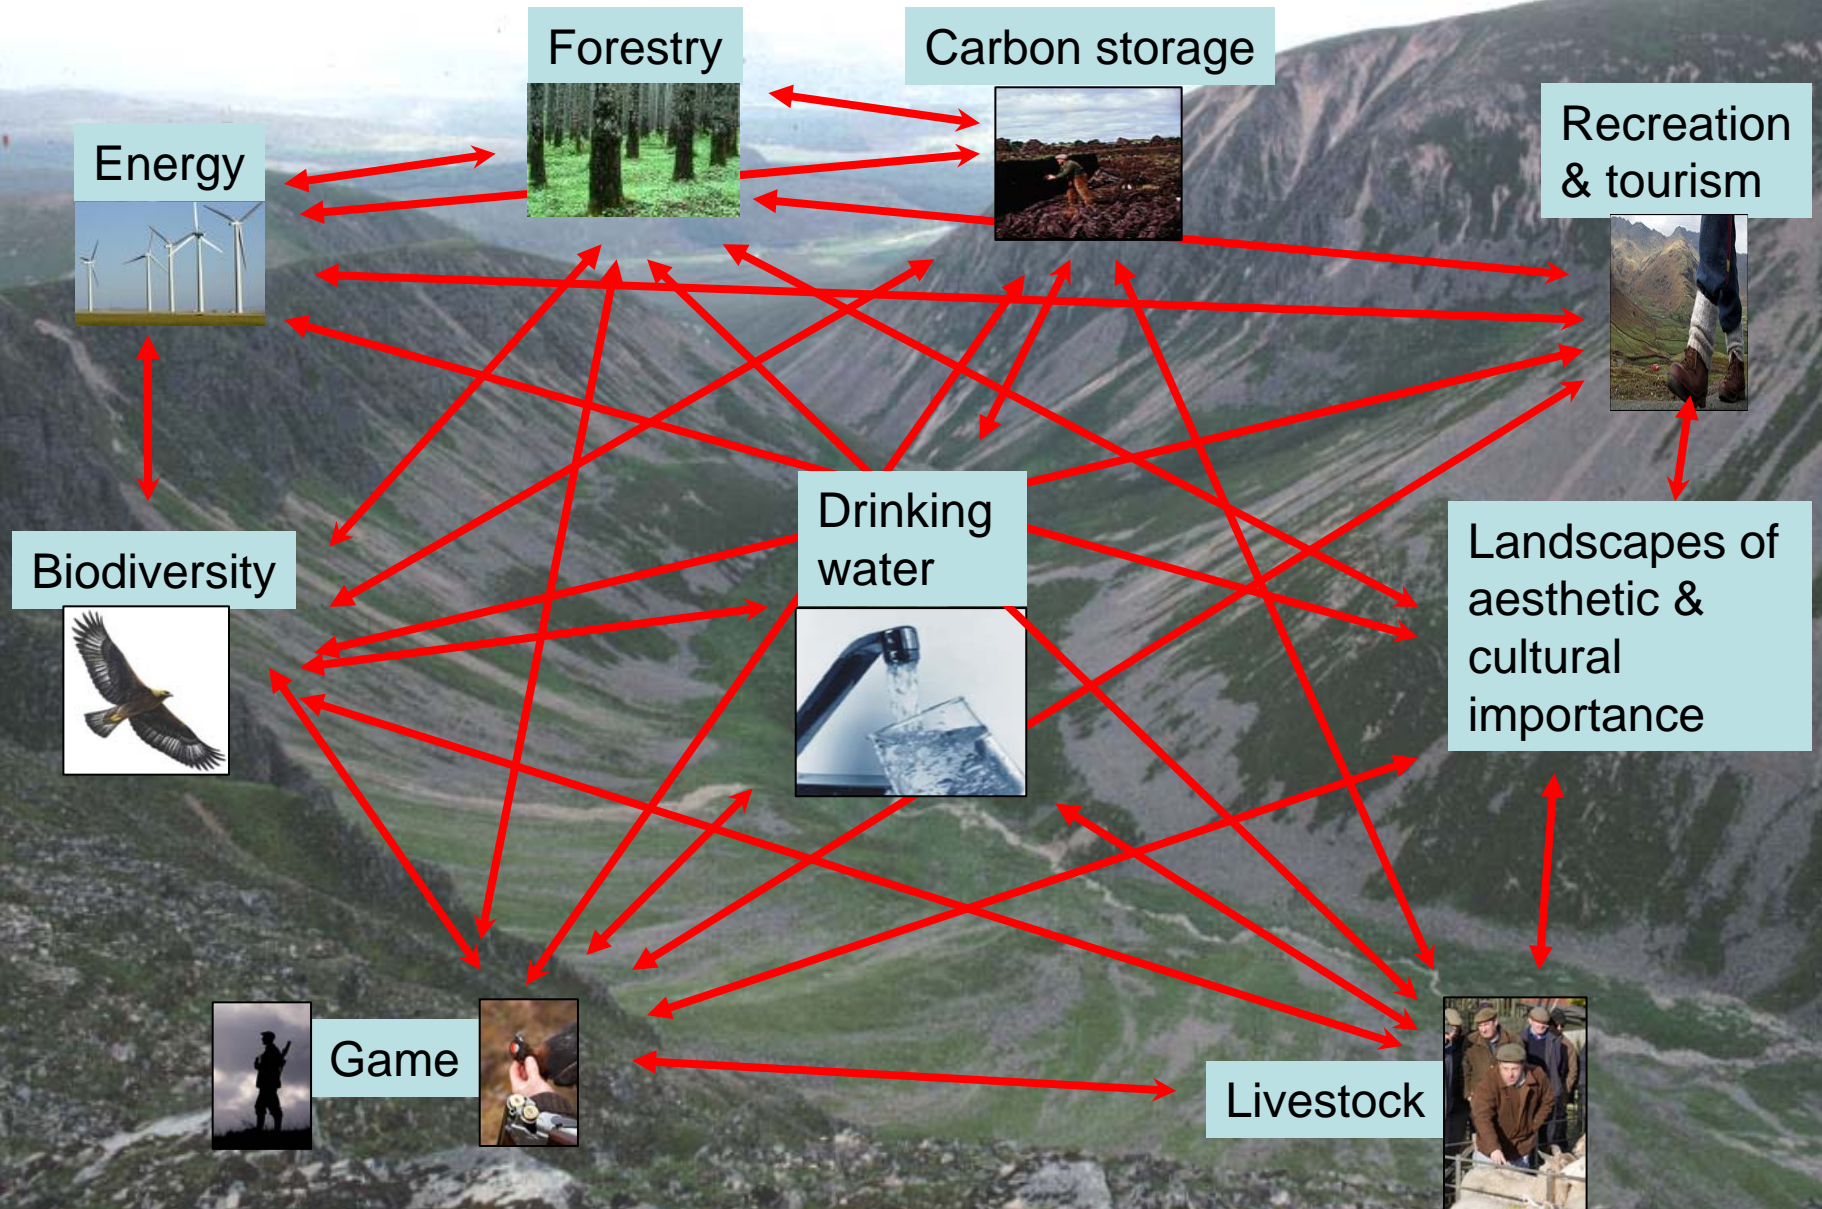 Forestry
Carbon storage
Recreation
& tourism
Energy
Drinking
water
Landscapes of
aesthetic &
cultural
importance
Biodiversity
Game
Livestock